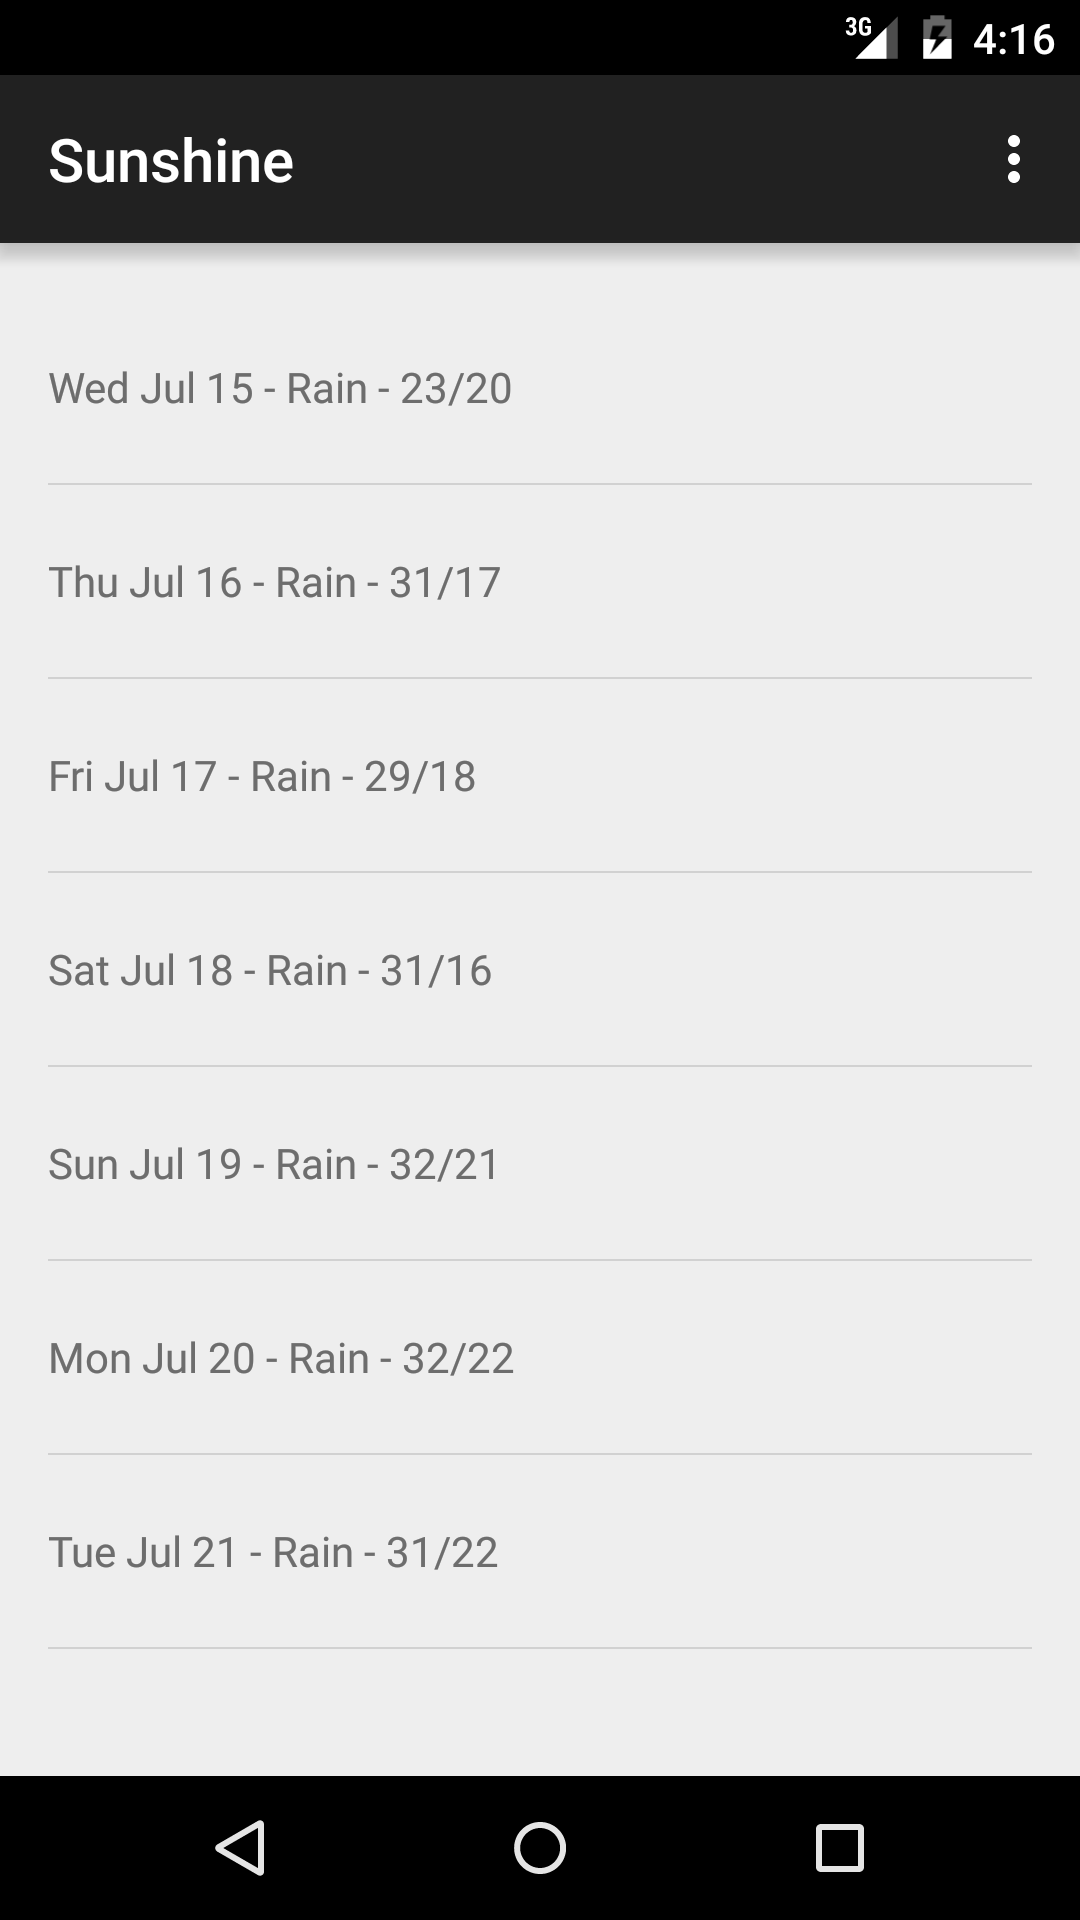 3G 4:16
Sunshine
Wed Jul 15 - Rain - 23/20
Thu Jul 16 - Rain - 31/17
Fri Jul 17 - Rain - 29/18
Sat Jul 18 - Rain - 31/16
Sun Jul 19 - Rain - 32/21
Mon Jul 20 - Rain - 32/22
Tue Jul 21 - Rain - 31/22